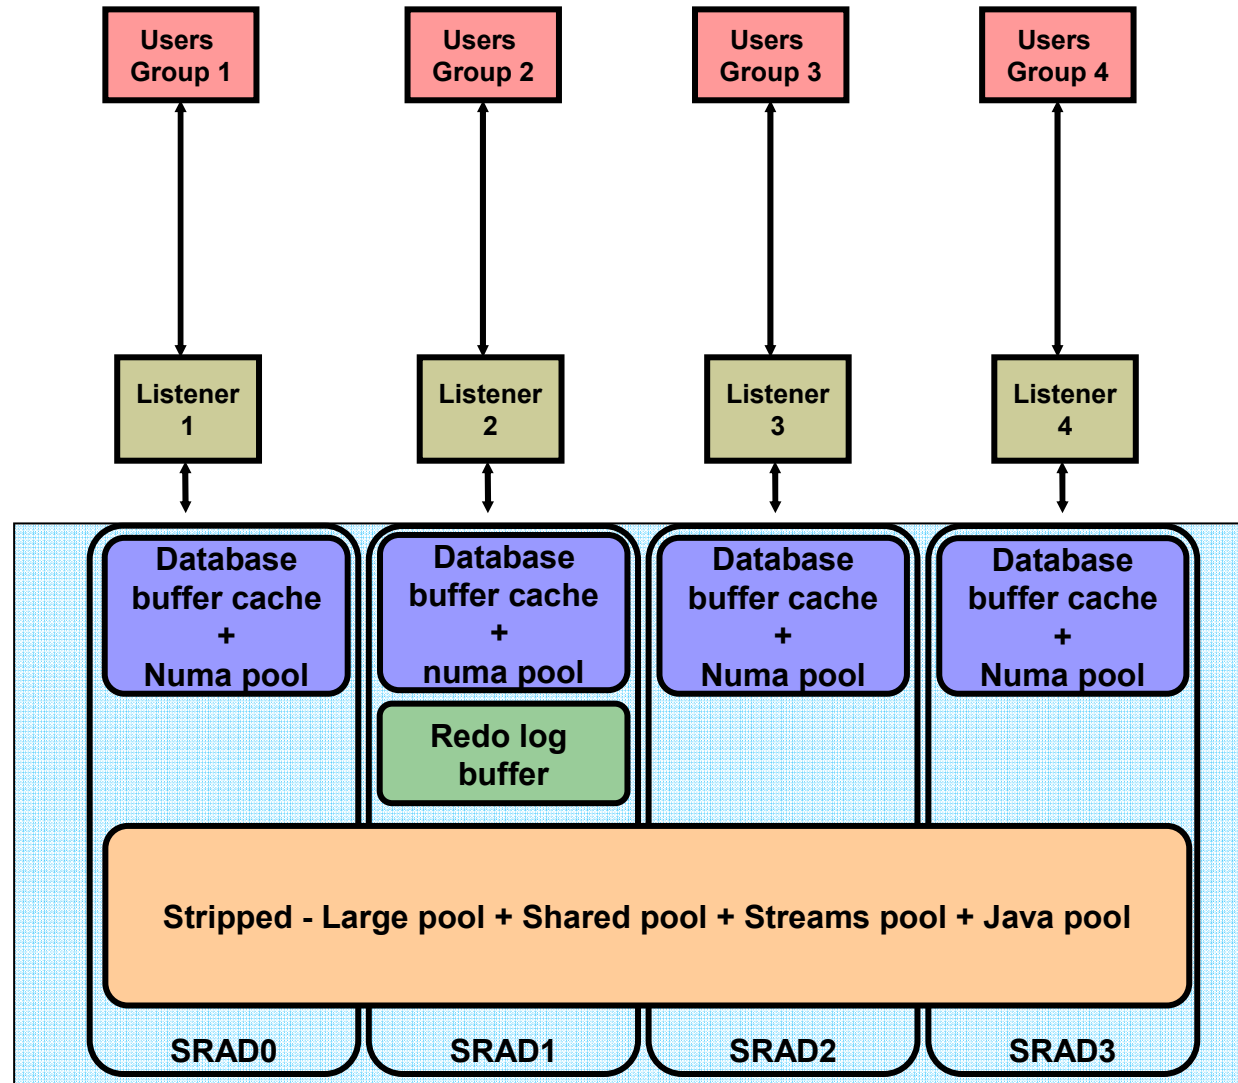 Users
Group 1
Users
Group 2
Users
Group 3
Users
Group 4
Listener
1
Listener
2
Listener
3
Listener
4
Database
buffer cache
+
Numa pool
Database
buffer cache
+
numa pool
Database
buffer cache
+
Numa pool
Database
buffer cache
+
Numa pool
Redo log
buffer
Stripped - Large pool + Shared pool + Streams pool + Java pool
SRAD0
SRAD1
SRAD2
SRAD3